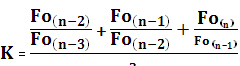 K = Fo(n-2)/Fo(n-3) + Fo(n-1)/Fo(n-2) + Fo(n)/Fo(n-1)